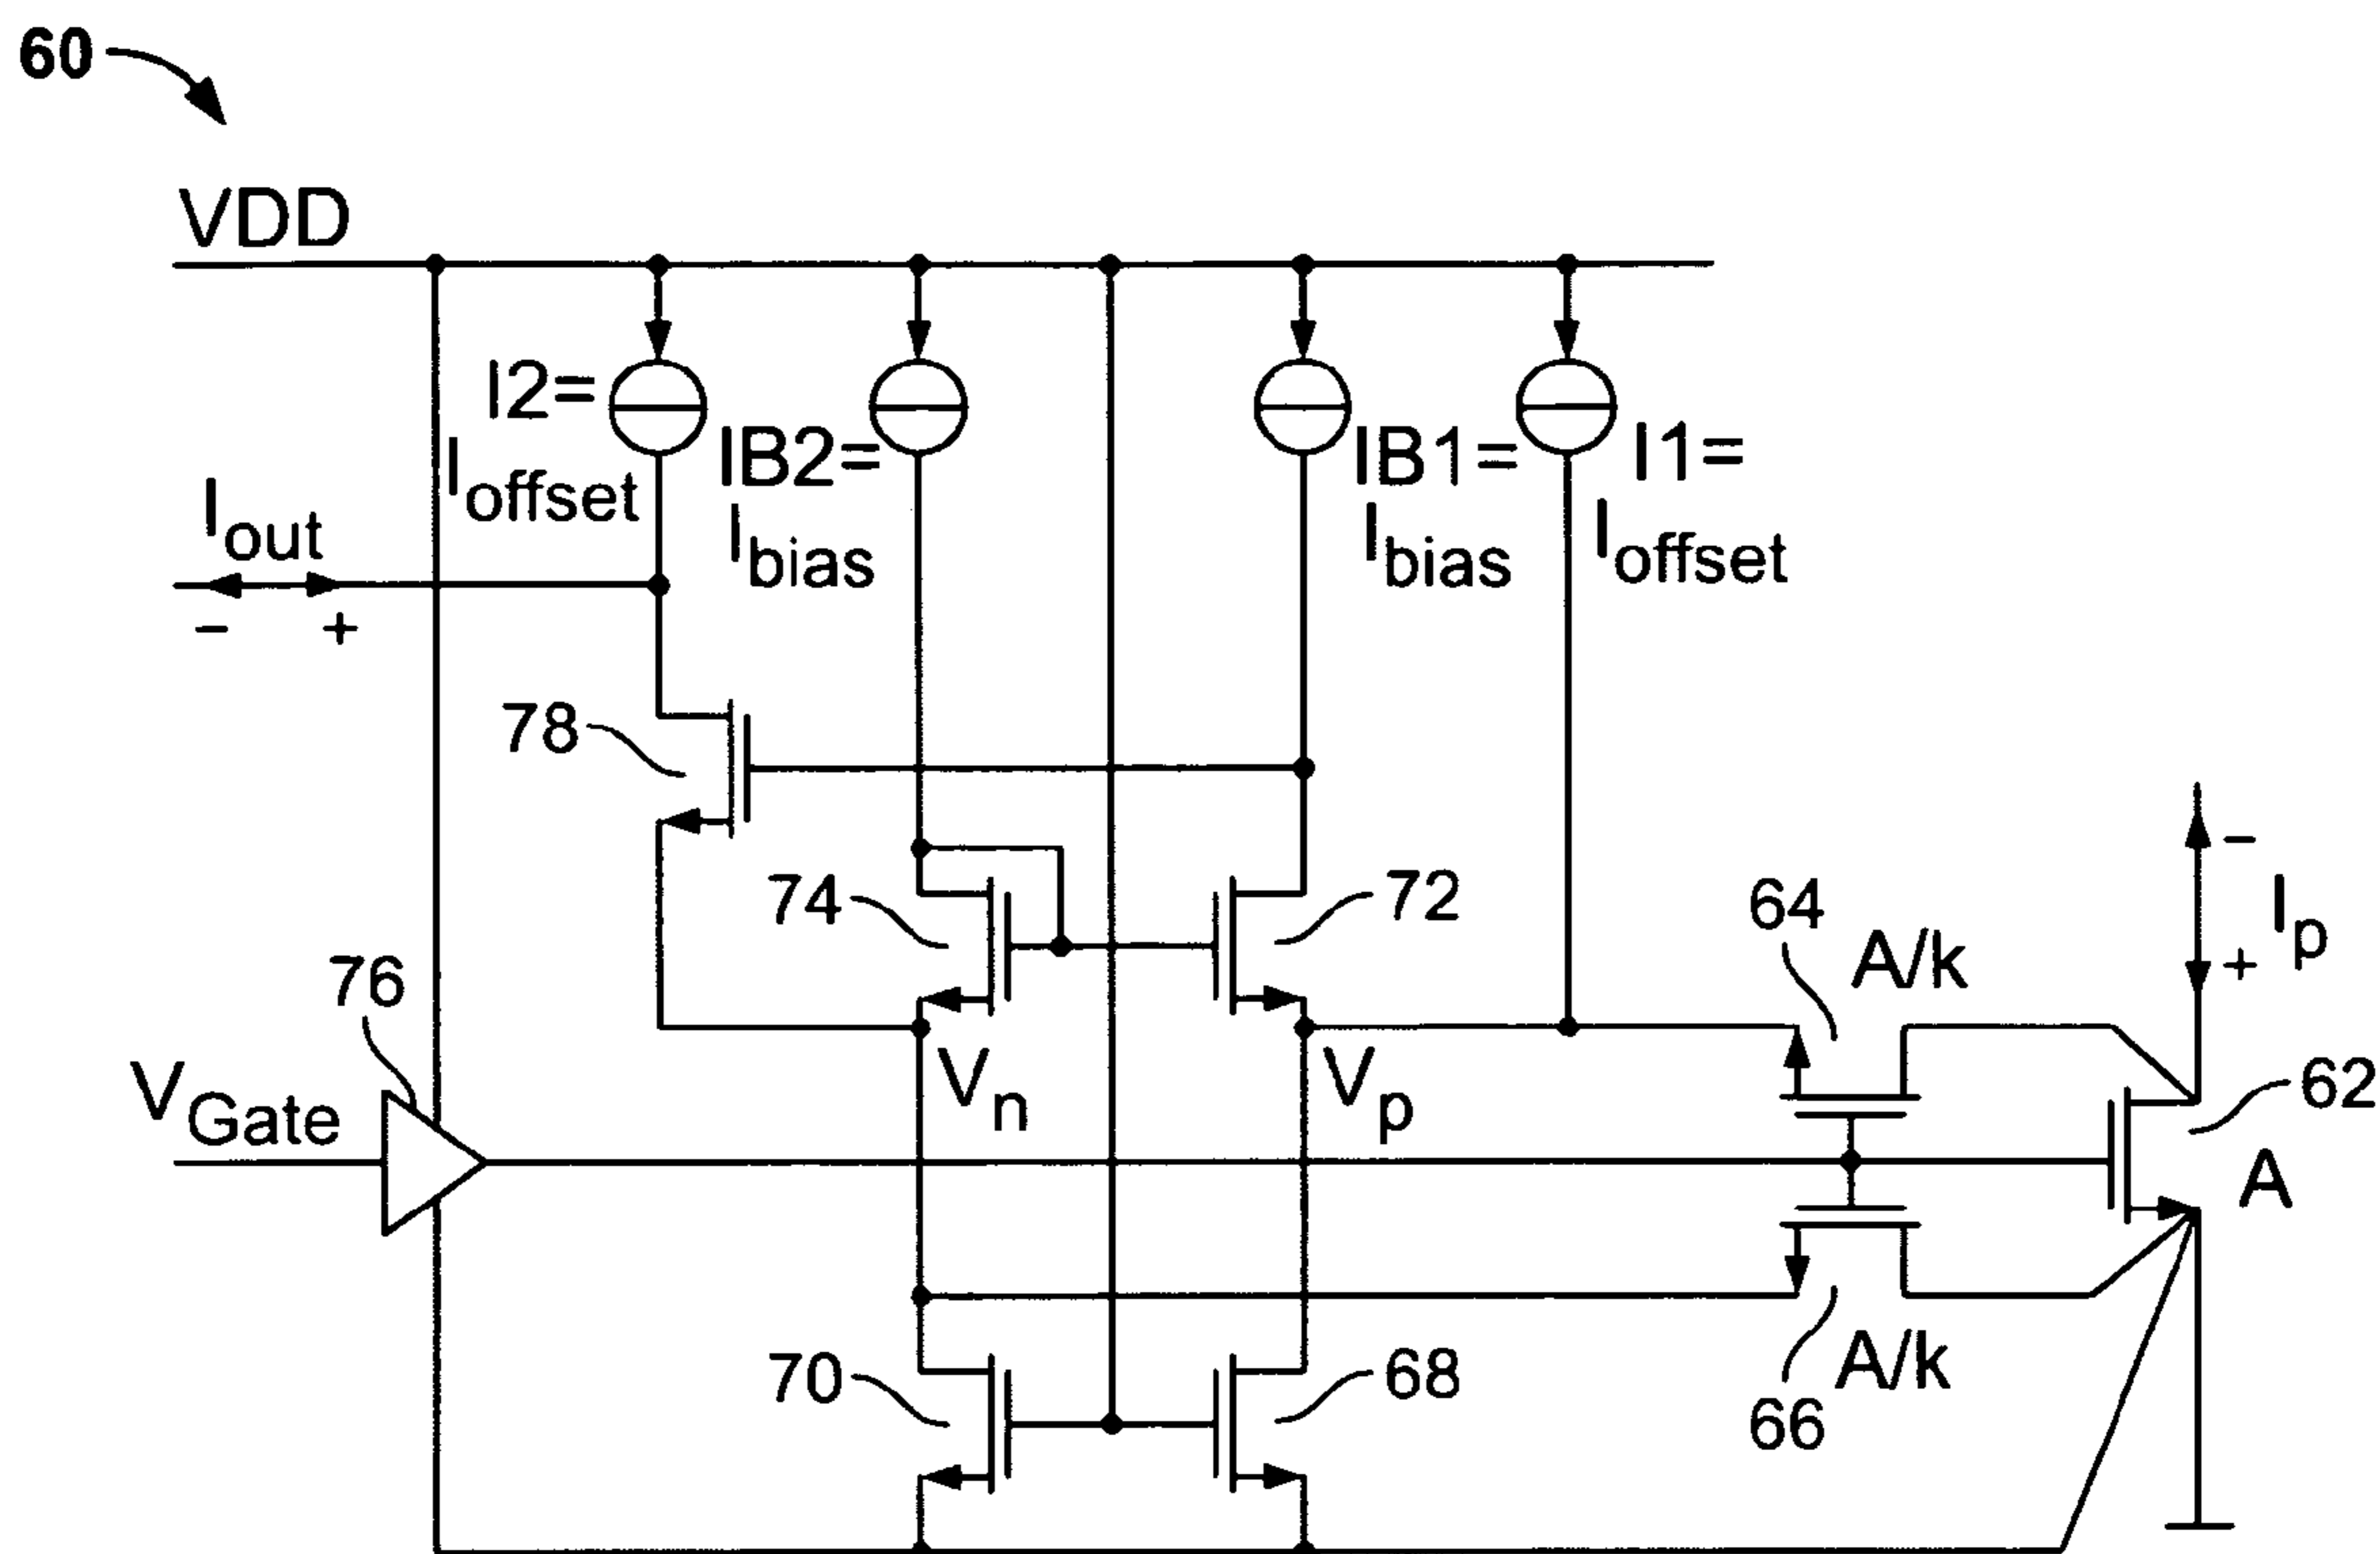 60
VDD
I2=
Ioffset
IB2=
Ibias
IB1=
Ibias
I1=
Ioffset
Iout
- +
78
74
72
64
A/k
-
Ip
+
76
VGate
Vn
Vp
62
A
70
68
A/k
66